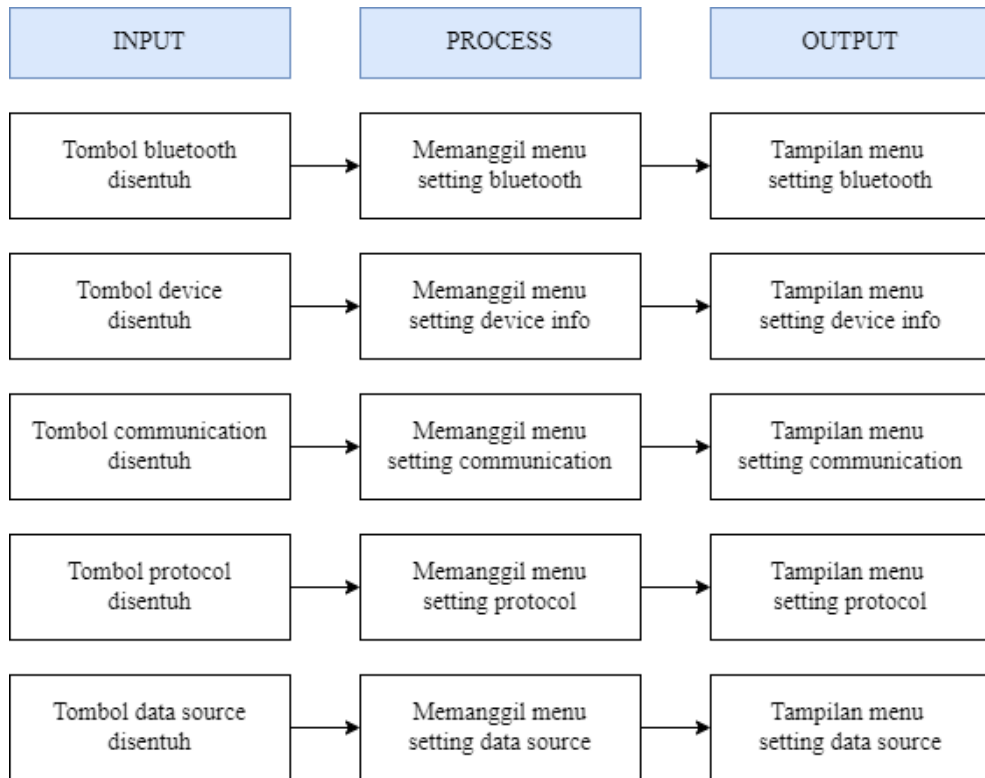 INPUT
PROCESS
OUTPUT
Tombol bluetooth
disentuh
Memanggil menu
setting bluetooth
Tampilan menu
setting bluetooth
Tombol device
disentuh
Memanggil menu
setting device info
Tampilan menu
setting device info
Tombol communication
disentuh
Memanggil menu
setting communication
Tampilan menu
setting communication
Tombol protocol
disentuh
Memanggil menu
setting protocol
Tampilan menu
setting protocol
Tombol data source
disentuh
Memanggil menu
setting data source
Tampilan menu
setting data source